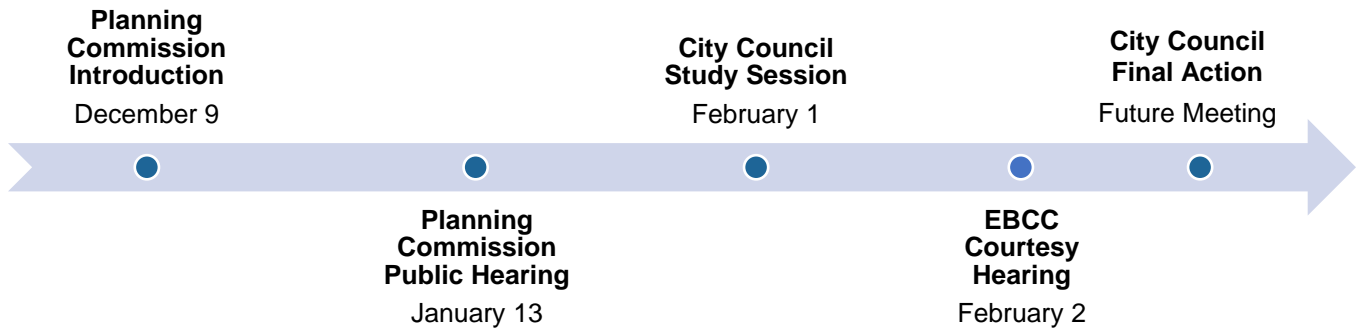 Planning
Commission
Introduction
December 9
Planning
Commission
Public Hearing
January 13
City Council
Study Session
February 1
EBCC
Courtesy
Hearing
February 2
City Council
Final Action
Future Meeting